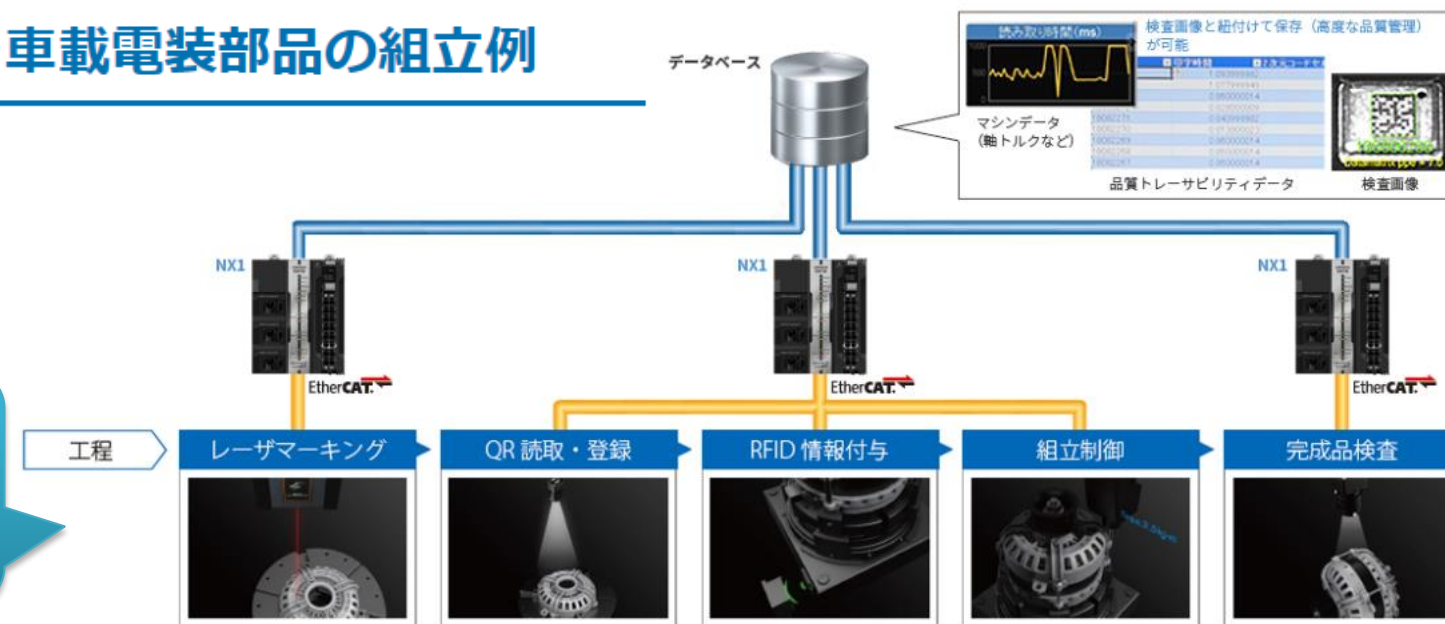 車載電装部品の組立例
データベース
読み取り時間(ms)
検査画像と紐付けて保存（高度な品質管理）
が可能
印字時間
マシンデータ
（軸トルクなど）
品質トレーサビリティデータ
検査画像
NX1
NX1
NX1
EtherCAT.
EtherCAT.
EtherCAT.
工程
レーザマーキング
QR 読取・登録
RFID 情報付与
組立制御
完成品検査